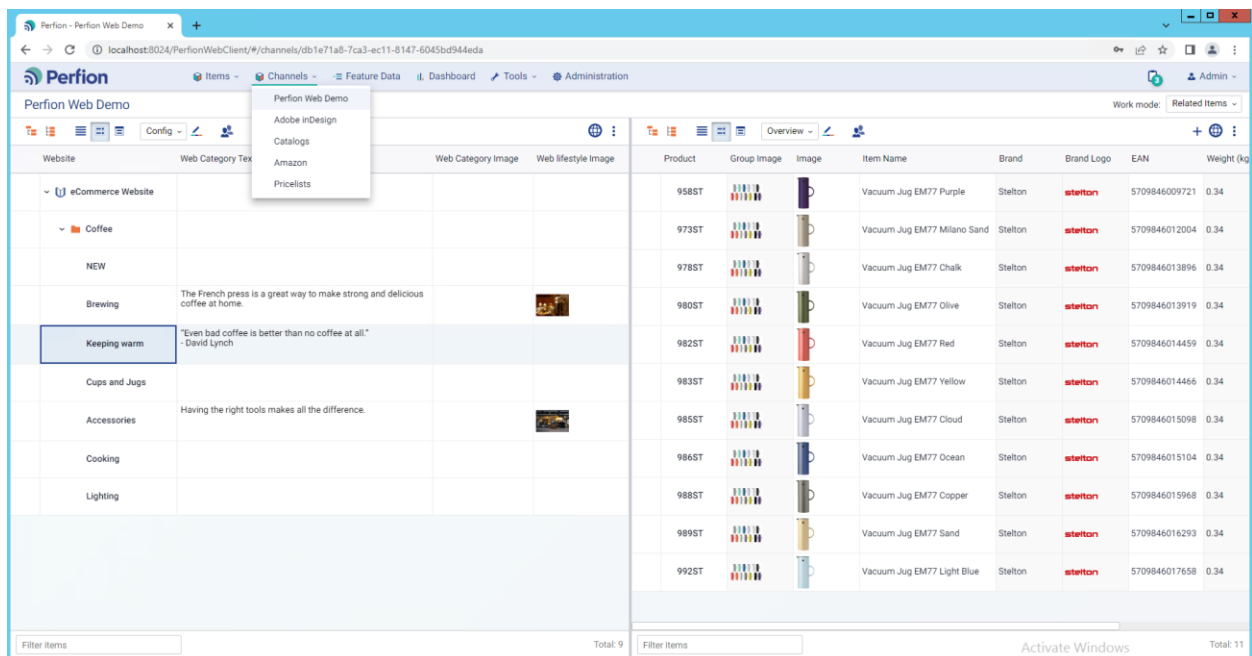 Perfion - Perfion Web Demo
localhost:8024/PerfionWebClient/#/channels/db1e71a8-7ca3-ec11-8147-6045bd944eda
Perfion Items Channels Feature Data Dashboard Tools Administration 3 Admin
Perfion Web Demo Work mode: Related Items
Perfion Web Demo
Adobe inDesign
Catalogs
Amazon
Pricelists
Config Overview
Website Web Category Tex Web Category Image Web lifestyle Image
eCommerce Website
Coffee
NEW
Brewing The French press is a great way to make strong and delicious
coffee at home.
Keeping warm "Even bad coffee is better than no coffee at all."
- David Lynch
Cups and Jugs
Accessories Having the right tools makes all the difference.
Cooking
Lighting
Filter items Total: 9
Product Group Image Image Item Name Brand Brand Logo EAN Weight (kg
958ST Vacuum Jug EM77 Purple Stelton stelton 5709846009721 0.34
973ST Vacuum Jug EM77 Milano Sand Stelton stelton 5709846012004 0.34
978ST Vacuum Jug EM77 Chalk Stelton stelton 5709846013896 0.34
980ST Vacuum Jug EM77 Olive Stelton stelton 5709846013919 0.34
982ST Vacuum Jug EM77 Red Stelton stelton 5709846014459 0.34
983ST Vacuum Jug EM77 Yellow Stelton stelton 5709846014466 0.34
985ST Vacuum Jug EM77 Cloud Stelton stelton 5709846015098 0.34
986ST Vacuum Jug EM77 Ocean Stelton stelton 5709846015104 0.34
988ST Vacuum Jug EM77 Copper Stelton stelton 5709846015968 0.34
989ST Vacuum Jug EM77 Sand Stelton stelton 5709846016293 0.34
992ST Vacuum Jug EM77 Light Blue Stelton stelton 5709846017658 0.34
Filter Items Activate Windows Total: 11